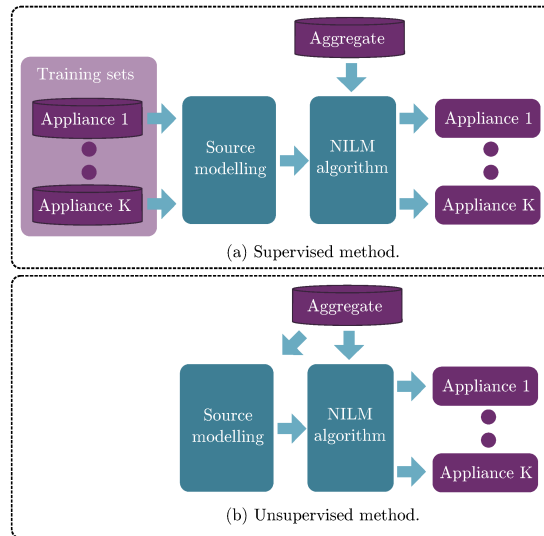 Aggregate
Training sets
Appliance 1
Appliance K
Source
modelling
NILM
algorithm
Appliance 1
Appliance K
(a) Supervised method.
Aggregate
Source
modelling
NILM
algorithm
Appliance 1
Appliance K
(b) Unsupervised method.